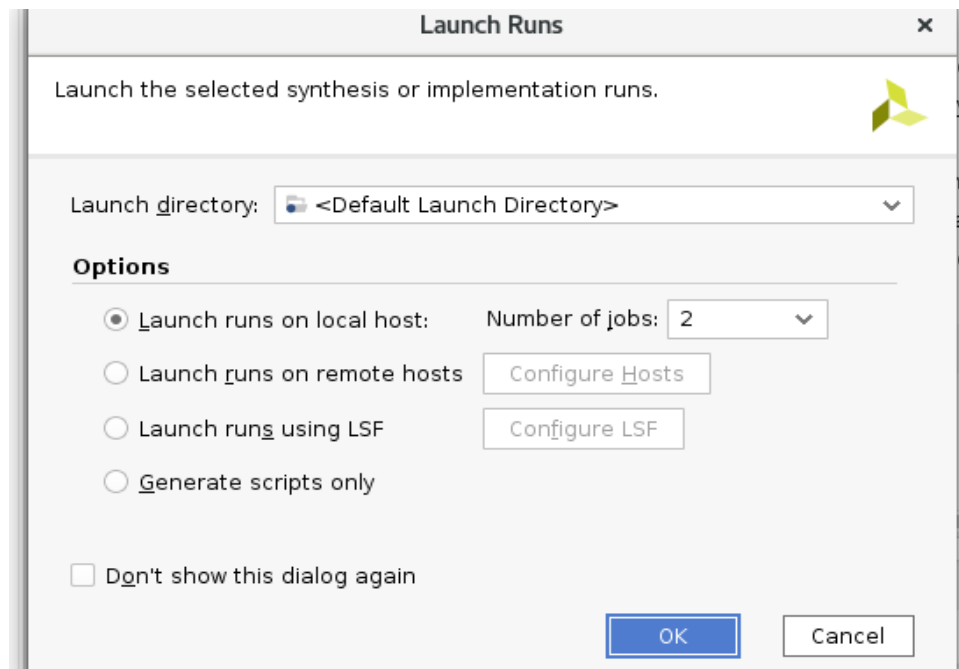 Launch Runs
Launch the selected synthesis or implementation runs.
Launch directory: <Default Launch Directory>
Options
Launch runs on local host: Number of jobs: 2
Launch runs on remote hosts Configure Hosts
Launch runs using LSF Configure LSF
Generate scripts only
Don't show this dialog again
OK Cancel